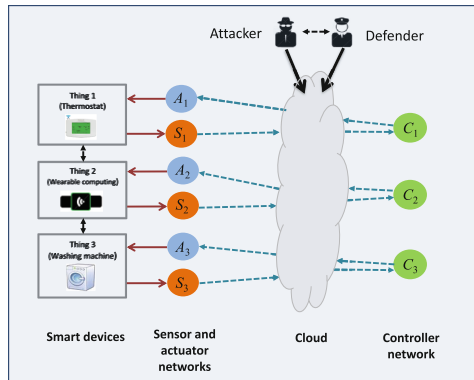 Attacker
Defender
Thing 1
(Thermostat)
A1
S1
C1
Thing 2
(Wearable computing)
A2
S2
C2
Thing 3
(Washing machine)
A3
S3
C3
Smart devices
Sensor and
actuator
networks
Cloud
Controller
network